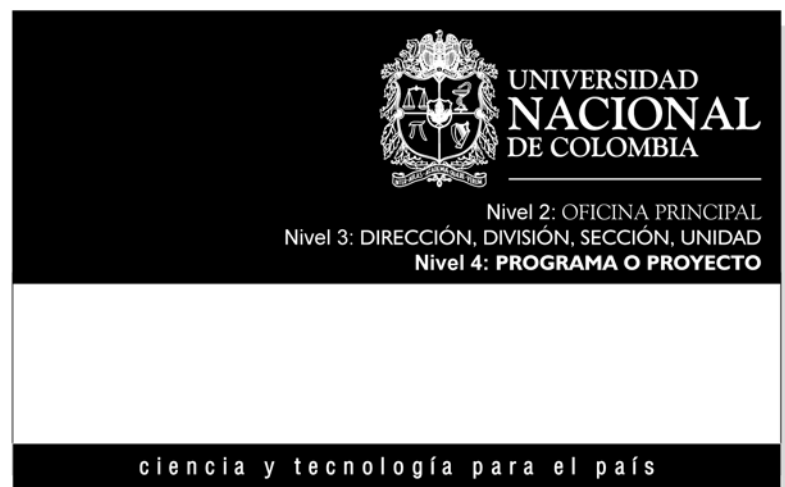 UNIVERSIDAD
NACIONAL
DE COLOMBIA
Nivel 2: OFICINA PRINCIPAL
Nivel 3: DIRECCIÓN, DIVISIÓN, SECCIÓN, UNIDAD
Nivel 4: PROGRAMA O PROYECTO
ciencia y tecnología para el país